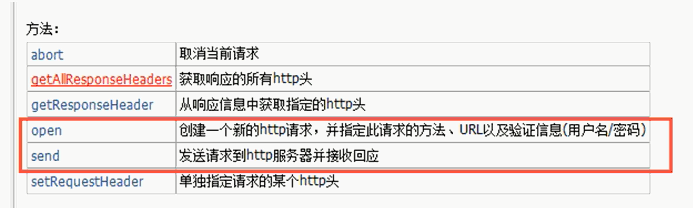 方法：
abort 取消当前请求
getAllResponseHeaders 获取响应的所有http头
getResponseHeader 从响应信息中获取指定的http头
open 创建一个新的http请求，并指定此请求的方法、URL以及验证信息(用户名/密码)
send 发送请求到http服务器并接收回应
setRequestHeader 单独指定请求的某个http头